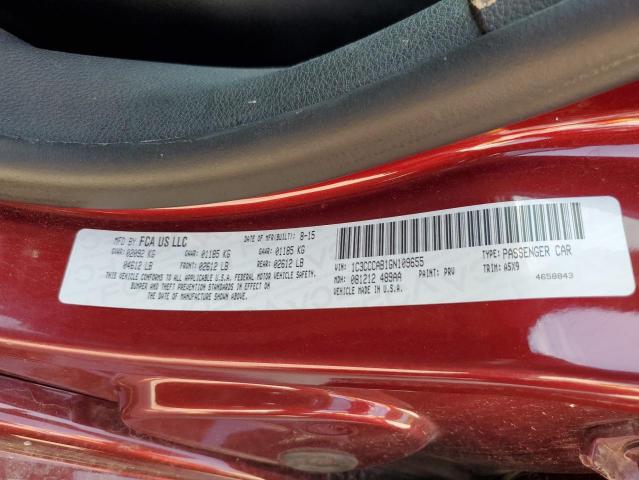 MFD BY: FCA US LLC DATE OF MFR(BUILT): 8-15
GVWR: 02092 KG GAWR: 01185 KG GAWR: 01185 KG
04612 LB FRONT: 02612 LB REAR: 02612 LB
THIS VEHICLE CONFORMS TO ALL APPLICABLE U.S.A. FEDERAL MOTOR VEHICLE SAFETY,
BUMPER AND THEFT PREVENTION STANDARDS IN EFFECT ON
THE DATE OF MANUFACTURE SHOWN ABOVE.
VIN: 1C3CCCAB1GN109655 TYPE: PASSENGER CAR
MDH: 081212 489AA PAINT: PRV TRIM: A5X9
VEHICLE MADE IN U.S.A. 4658843